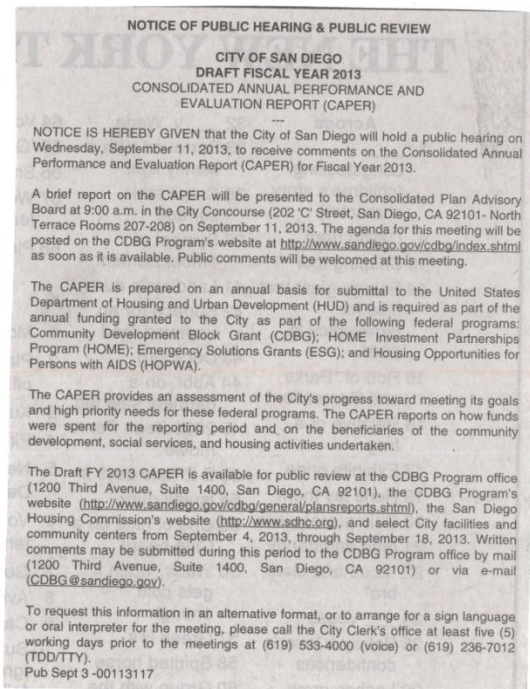 NOTICE OF PUBLIC HEARING & PUBLIC REVIEW
CITY OF SAN DIEGO
DRAFT FISCAL YEAR 2013
CONSOLIDATED ANNUAL PERFORMANCE AND
EVALUATION REPORT (CAPER)
---
NOTICE IS HEREBY GIVEN that the City of San Diego will hold a public hearing on
Wednesday, September 11, 2013, to receive comments on the Consolidated Annual
Performance and Evaluation Report (CAPER) for Fiscal Year 2013.
A brief report on the CAPER will be presented to the Consolidated Plan Advisory
Board at 9:00 a.m. in the City Concourse (202 'C' Street, San Diego, CA 92101- North
Terrace Rooms 207-208) on September 11, 2013. The agenda for this meeting will be
posted on the CDBG Program's website at http://www.sandiego.gov/cdbg/index.shtml
as soon as it is available. Public comments will be welcomed at this meeting.
The CAPER is prepared on an annual basis for submittal to the United States
Department of Housing and Urban Development (HUD) and is required as part of the
annual funding granted to the City as part of the following federal programs:
Community Development Block Grant (CDBG); HOME Investment Partnerships
Program (HOME); Emergency Solutions Grants (ESG); and Housing Opportunities for
Persons with AIDS (HOPWA).
The CAPER provides an assessment of the City's progress toward meeting its goals
and high priority needs for these federal programs. The CAPER reports on how funds
were spent for the reporting period and on the beneficiaries of the community
development, social services, and housing activities undertaken.
The Draft FY 2013 CAPER is available for public review at the CDBG Program office
(1200 Third Avenue, Suite 1400, San Diego, CA 92101), the CDBG Program's
website (http://www.sandiego.gov/cdbg/general/plansreports.shtml), the San Diego
Housing Commission's website (http://www.sdhc.org), and select City facilities and
community centers from September 4, 2013, through September 18, 2013. Written
comments may be submitted during this period to the CDBG Program office by mail
(1200 Third Avenue, Suite 1400, San Diego, CA 92101) or via e-mail
(CDBG@sandiego.gov).
To request this information in an alternative format, or to arrange for a sign language
or oral interpreter for the meeting, please call the City Clerk's office at least five (5)
working days prior to the meetings at (619) 533-4000 (voice) or (619) 236-7012
(TDD/TTY).
Pub Sept 3 -00113117